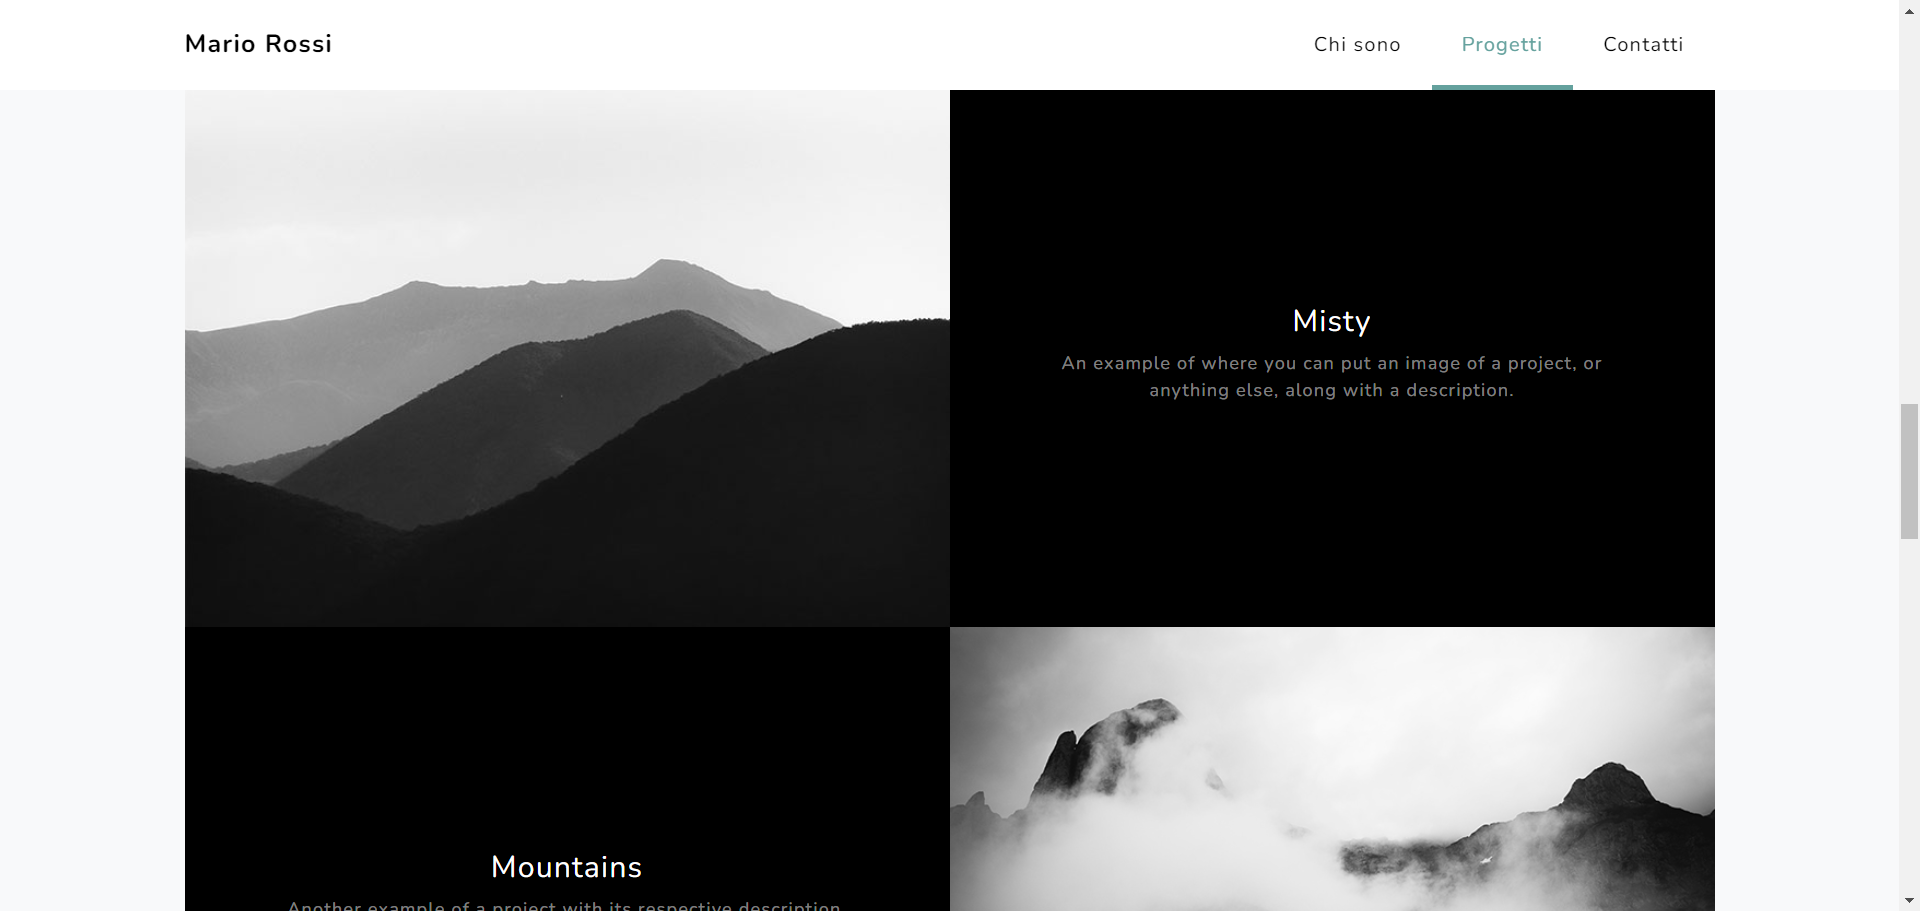 Mario Rossi
Chi sono
Progetti
Contatti
Misty
An example of where you can put an image of a project, or
anything else, along with a description.
Mountains
Another example of a project with its respective description.